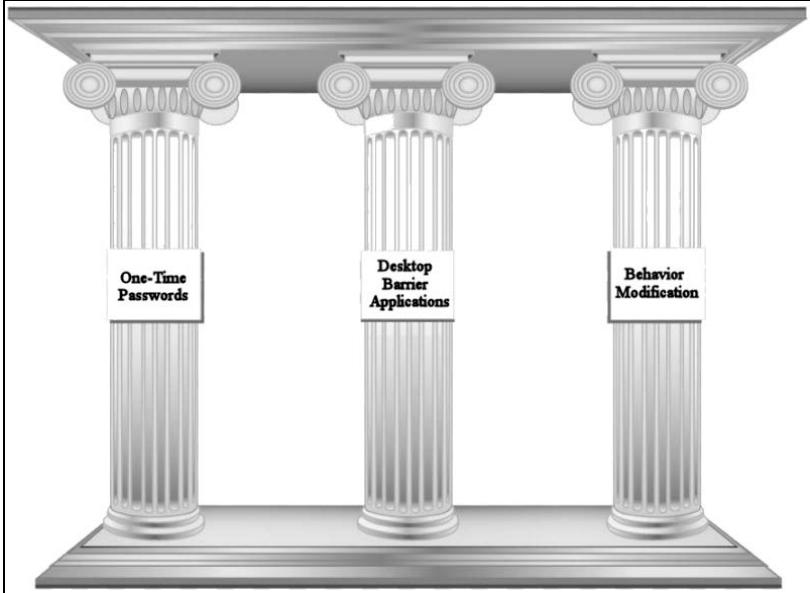 One-Time
Passwords
Desktop
Barrier
Applications
Behavior
Modification